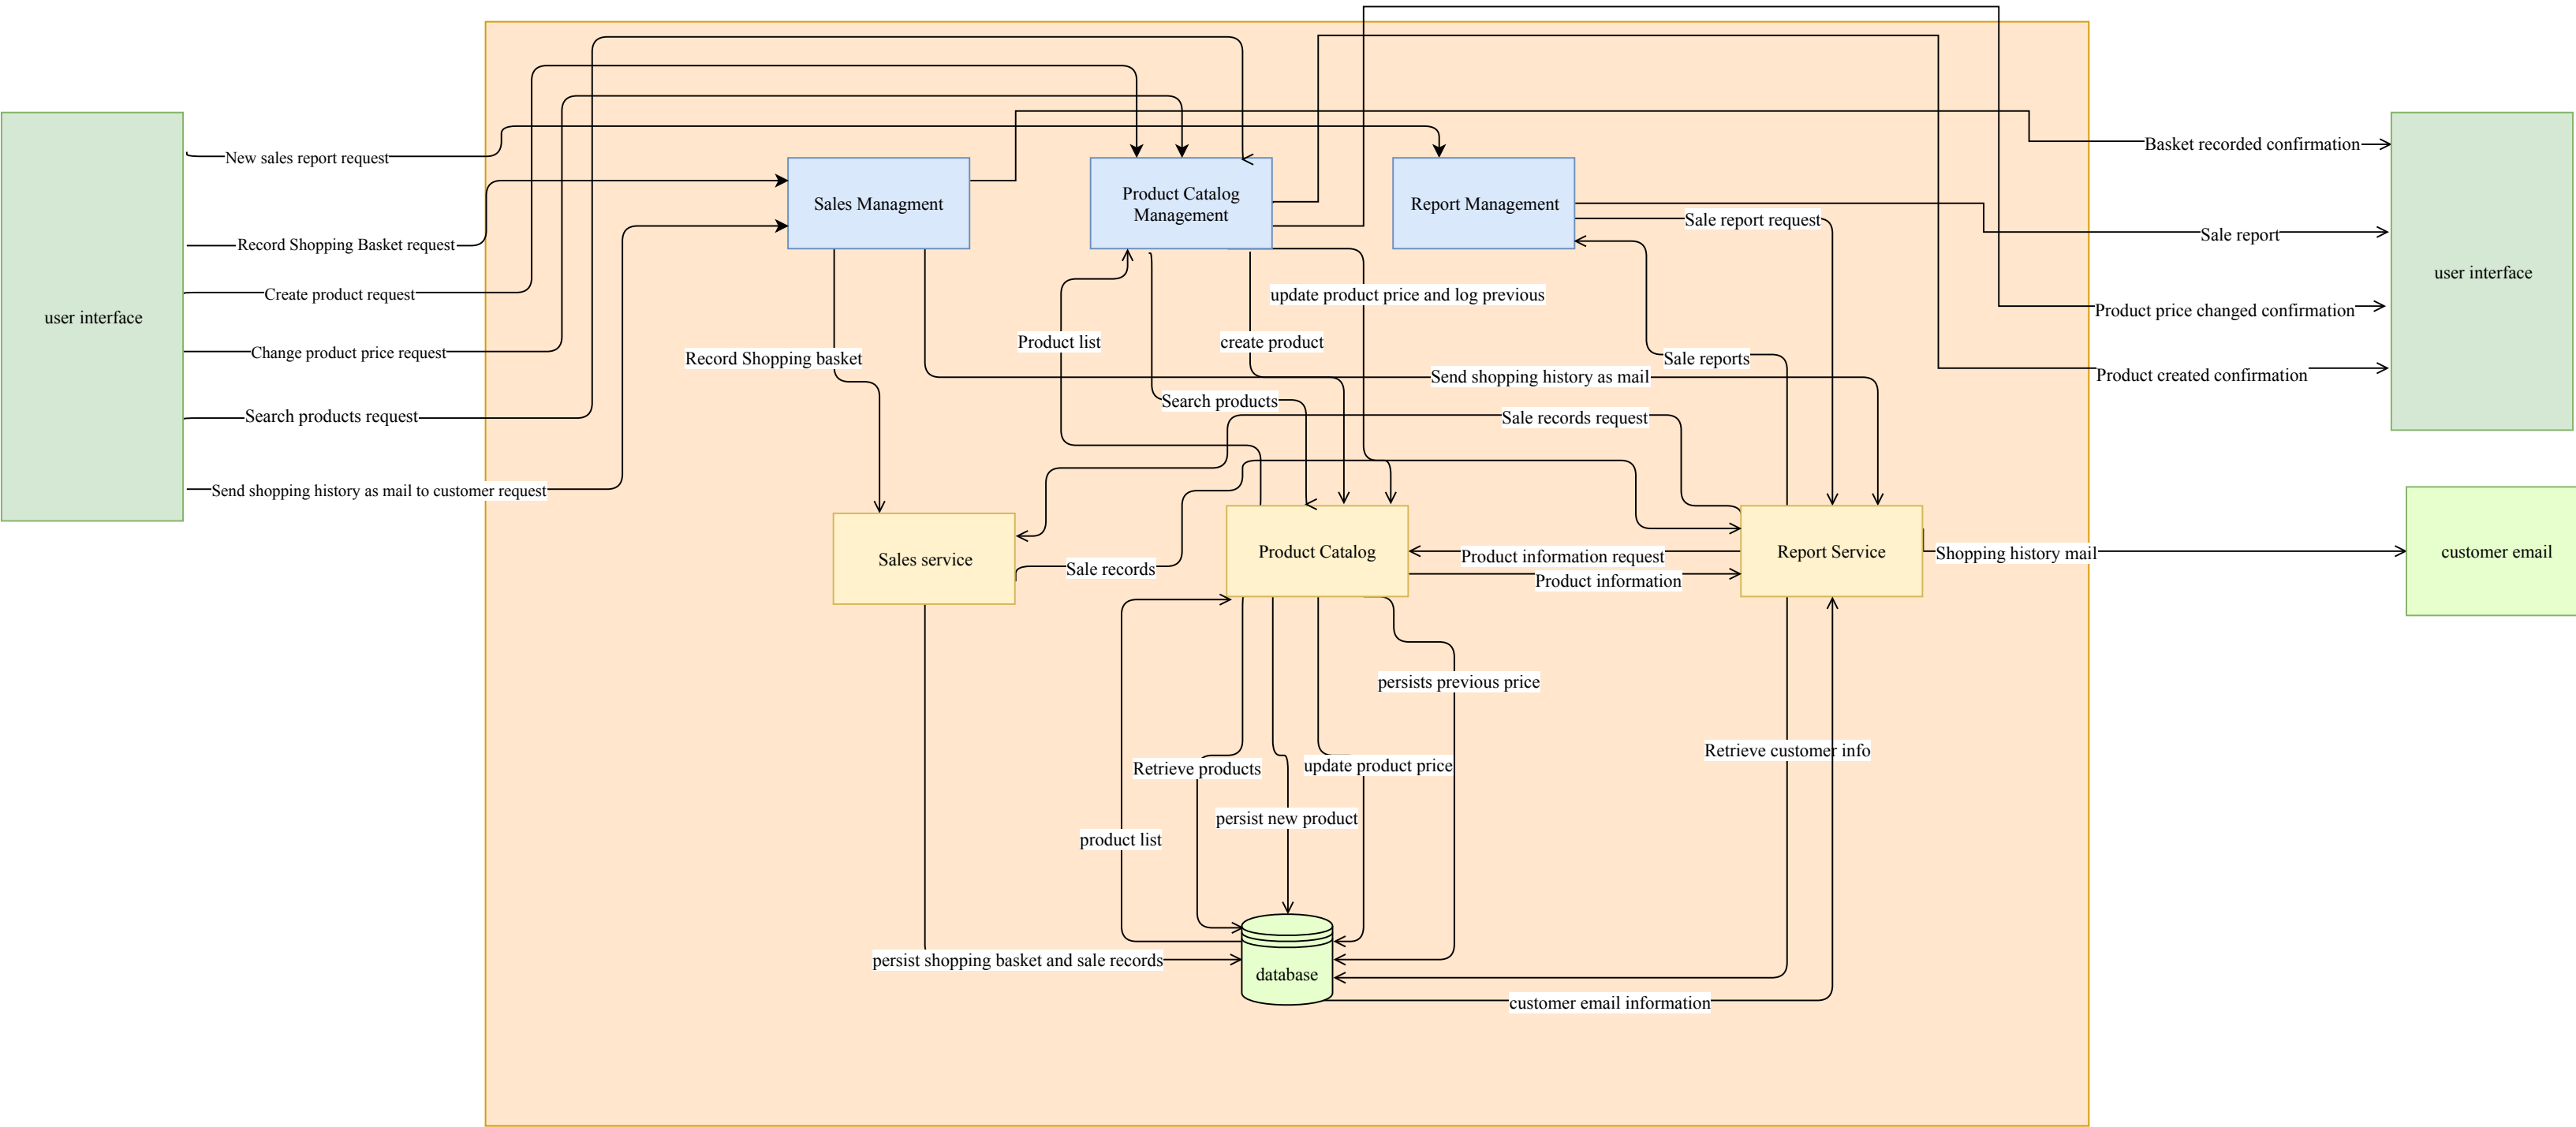 New sales report request
Basket recorded confirmation
Sales Managment
Product Catalog
Management
Report Management
Sale report request
Sale report
Record Shopping Basket request
user interface
Create product request
update product price and log previous
Product price changed confirmation
user interface
Product list
create product
Change product price request
Record Shopping basket
Sale reports
Send shopping history as mail
Product created confirmation
Search products
Search products request
Sale records request
Send shopping history as mail to customer request
Sales service
Product Catalog
Product information request
Report Service
Shopping history mail
customer email
Sale records
Product information
persists previous price
Retrieve customer info
Retrieve products
update product price
persist new product
product list
persist shopping basket and sale records
database
customer email information